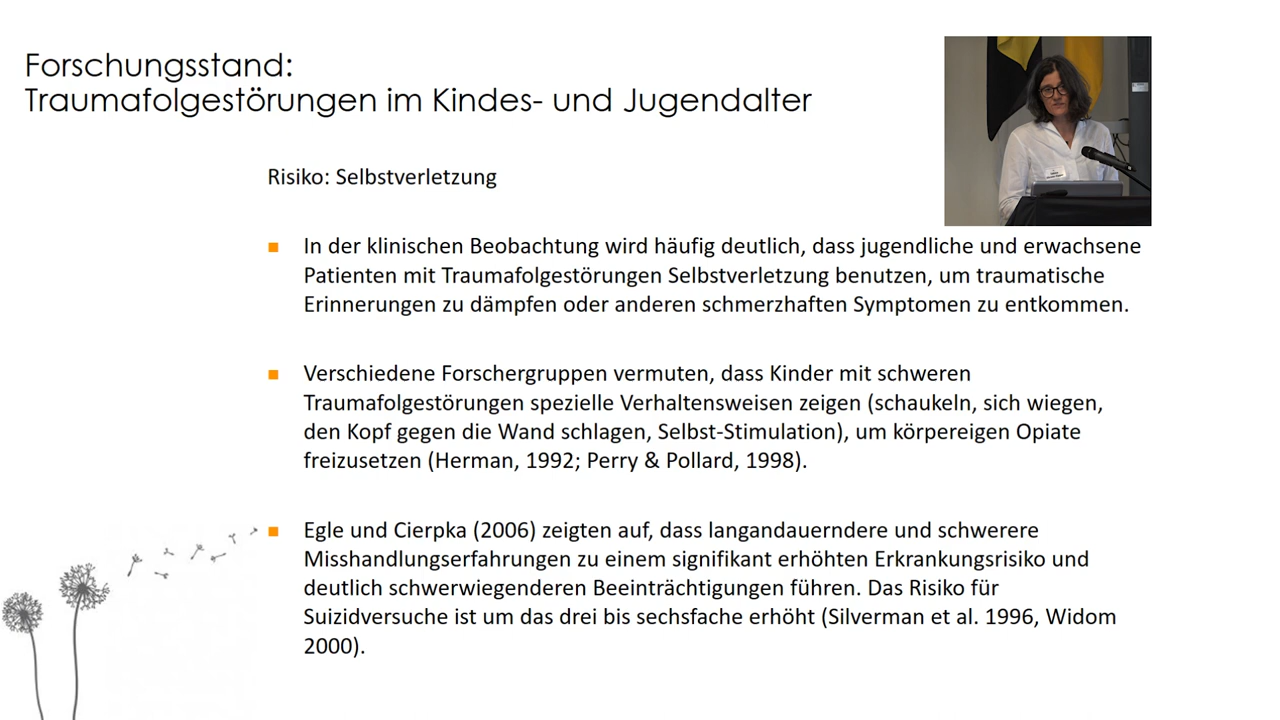 Forschungsstand:
Traumafolgestörungen im Kindes- und Jugendalter
Risiko: Selbstverletzung
In der klinischen Beobachtung wird häufig deutlich, dass jugendliche und erwachsene
Patienten mit Traumafolgestörungen Selbstverletzung benutzen, um traumatische
Erinnerungen zu dämpfen oder anderen schmerzhaften Symptomen zu entkommen.
Verschiedene Forschergruppen vermuten, dass Kinder mit schweren
Traumafolgestörungen spezielle Verhaltensweisen zeigen (schaukeln, sich wiegen,
den Kopf gegen die Wand schlagen, Selbst-Stimulation), um körpereigen Opiate
freizusetzen (Herman, 1992; Perry & Pollard, 1998).
Egle und Cierpka (2006) zeigten auf, dass langandauerndere und schwerere
Misshandlungserfahrungen zu einem signifikant erhöhten Erkrankungsrisiko und
deutlich schwerwiegenderen Beeinträchtigungen führen. Das Risiko für
Suizidversuche ist um das drei bis sechsfache erhöht (Silverman et al. 1996, Widom
2000).